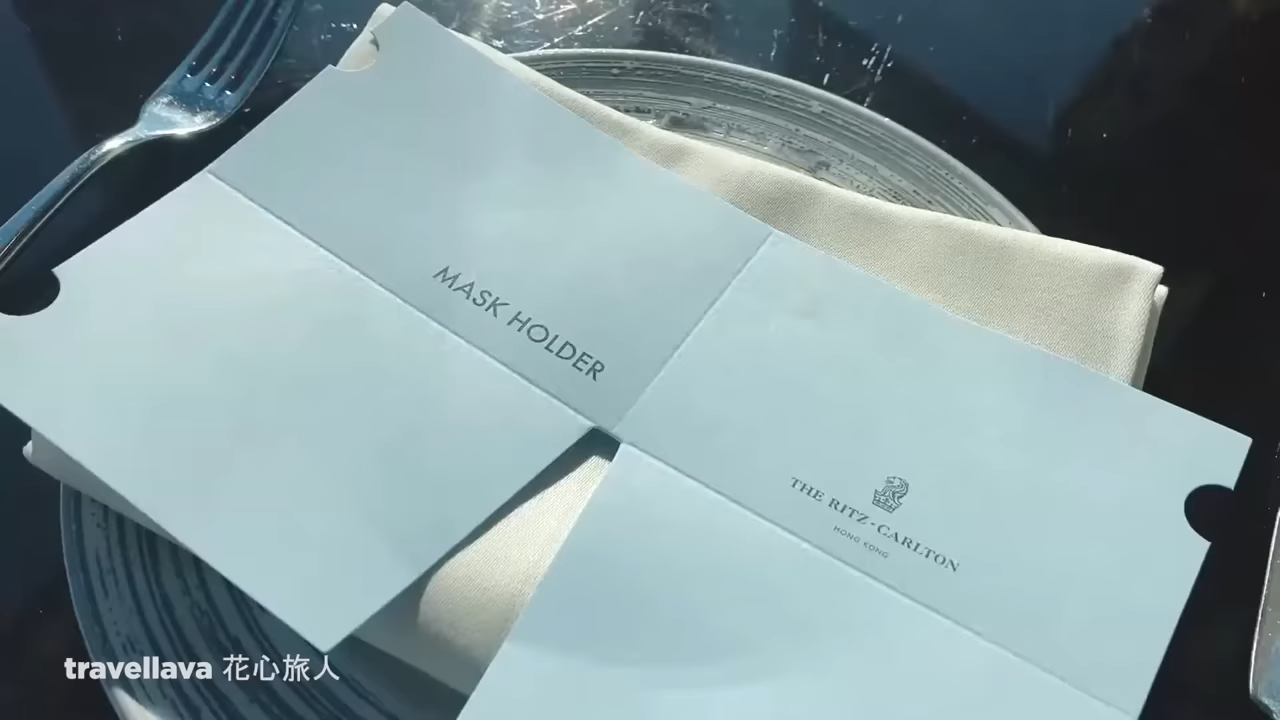 MASK HOLDER
THE RITZ-CARLTON
HONG KONG
travellava 花心旅人